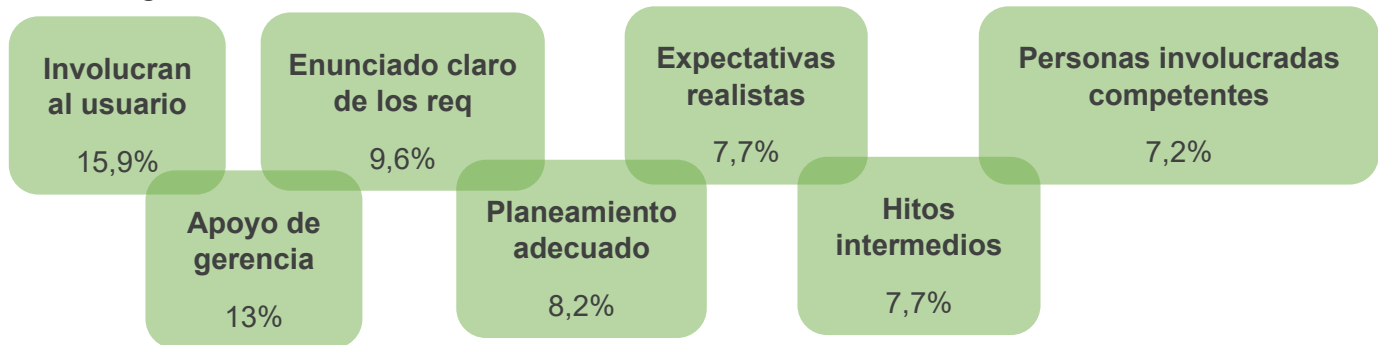 Involucran
al usuario
15,9%
Apoyo de
gerencia
13%
Enunciado claro
de los req
9,6%
Planeamiento
adecuado
8,2%
Expectativas
realistas
7,7%
Hitos
intermedios
7,7%
Personas involucradas
competentes
7,2%